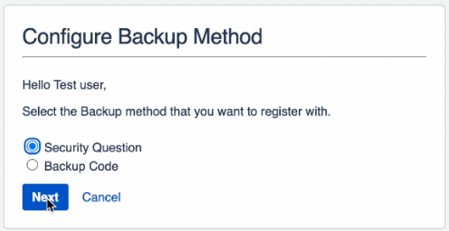 Configure Backup Method
Hello Test user,
Select the Backup method that you want to register with.
Security Question
Backup Code
Next Cancel